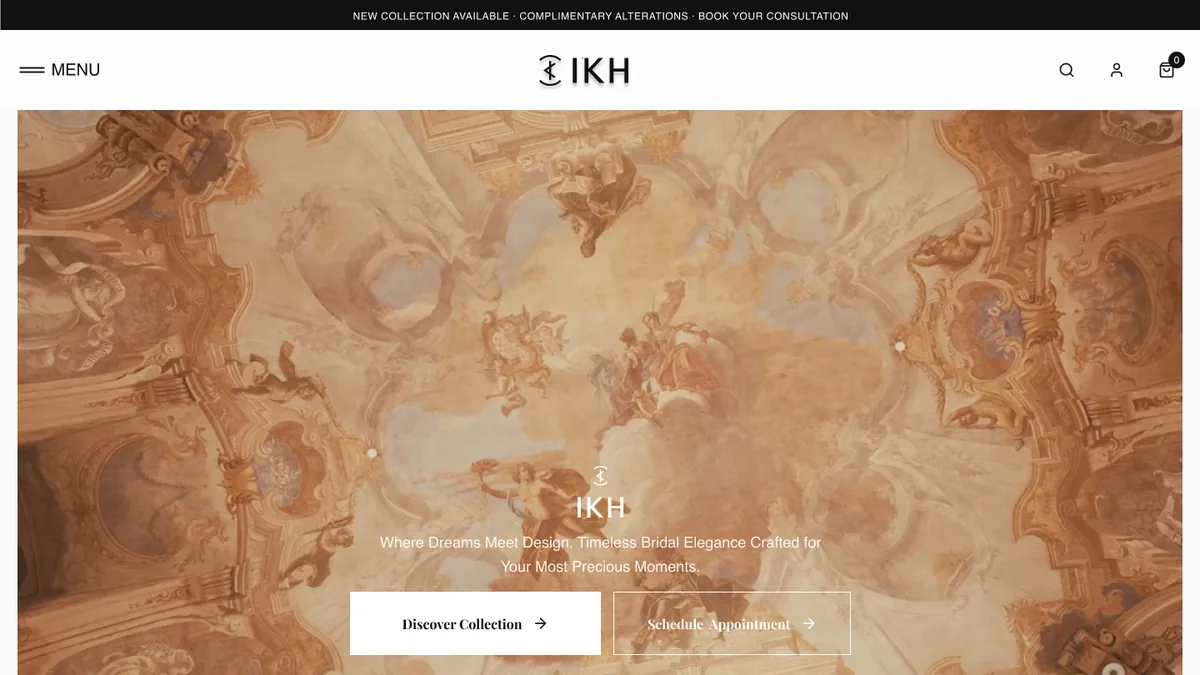 NEW COLLECTION AVAILABLE · COMPLIMENTARY ALTERATIONS · BOOK YOUR CONSULTATION
MENU
IKH
0
IKH
Where Dreams Meet Design. Timeless Bridal Elegance Crafted for
Your Most Precious Moments.
Discover Collection
Schedule Appointment